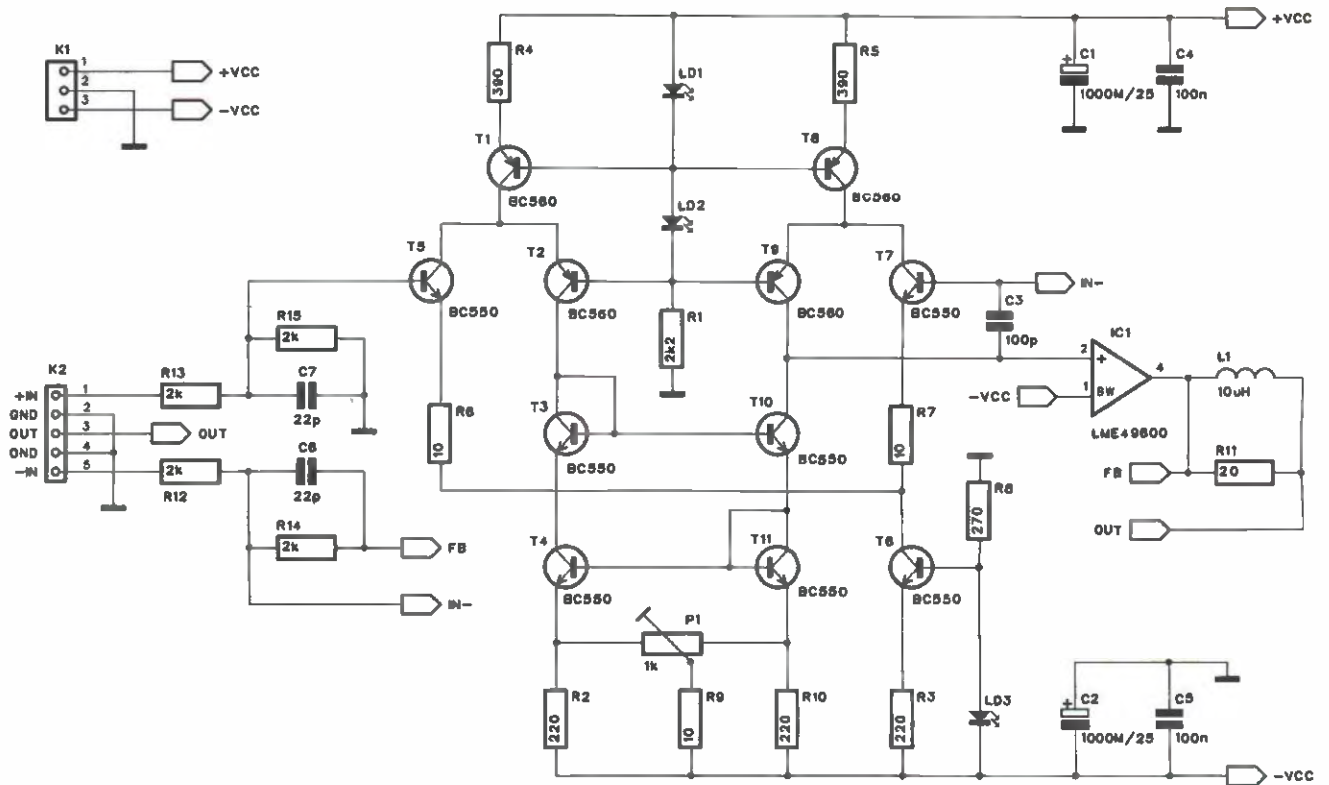 +VCC
K1
1
+VCC
2
3
-VCC
R4
390
LD1
R5
390
C1
+
1000M/25
C4
100n
T1
BC560
T8
BC560
LD2
T5
BC550
T2
BC560
T9
BC560
T7
BC550
IN-
C3
100p
R1
2k2
R15
2k
C7
22p
K2
+IN
1
GND
2
OUT
3
GND
4
-IN
5
R13
2k
OUT
R12
2k
C6
22p
R14
2k
FB
IN-
R6
10
T3
BC550
T10
BC550
R7
10
IC1
2
+
4
1
BW
-VCC
LME49600
L1
10uH
R11
20
FB
OUT
R8
270
T4
BC550
T11
BC550
T6
BC550
P1
1k
R2
220
R9
10
R10
220
R3
220
LD3
C2
+
1000M/25
C5
100n
-VCC